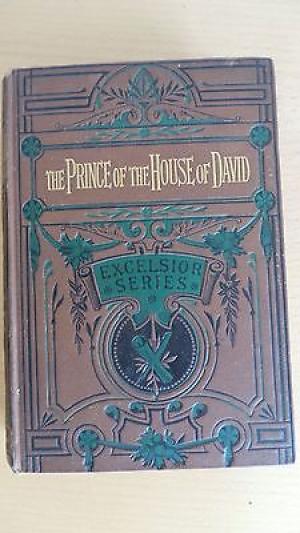 THE PRINCE OF THE HOUSE OF DAVID
EXCELSIOR
SERIES